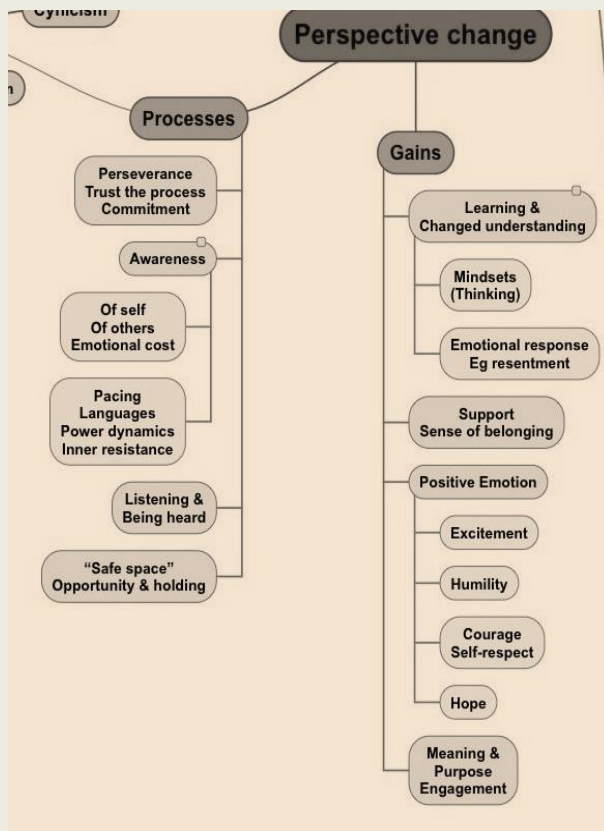 Cynicism
Perspective change
Processes
Perseverance
Trust the process
Commitment
Awareness
Of self
Of others
Emotional cost
Pacing
Languages
Power dynamics
Inner resistance
Listening &
Being heard
“Safe space”
Opportunity & holding
Gains
Learning &
Changed understanding
Mindsets
(Thinking)
Emotional response
Eg resentment
Support
Sense of belonging
Positive Emotion
Excitement
Humility
Courage
Self-respect
Hope
Meaning &
Purpose
Engagement